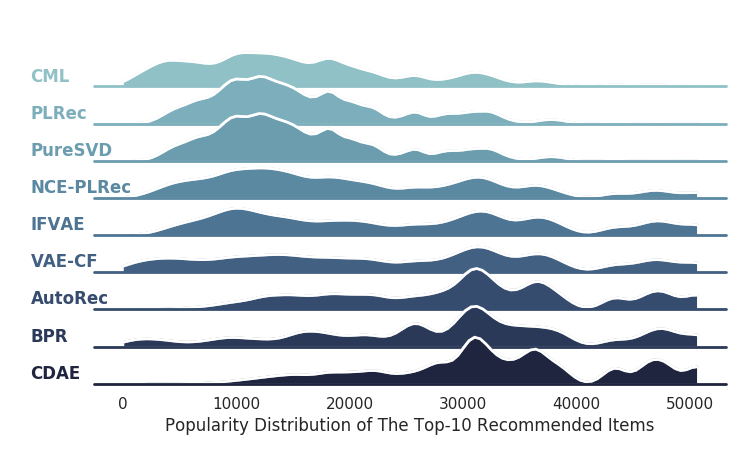 CML
PLRec
PureSVD
NCE-PLRec
IFVAE
VAE-CF
AutoRec
BPR
CDAE
0 10000 20000 30000 40000 50000
Popularity Distribution of The Top-10 Recommended Items